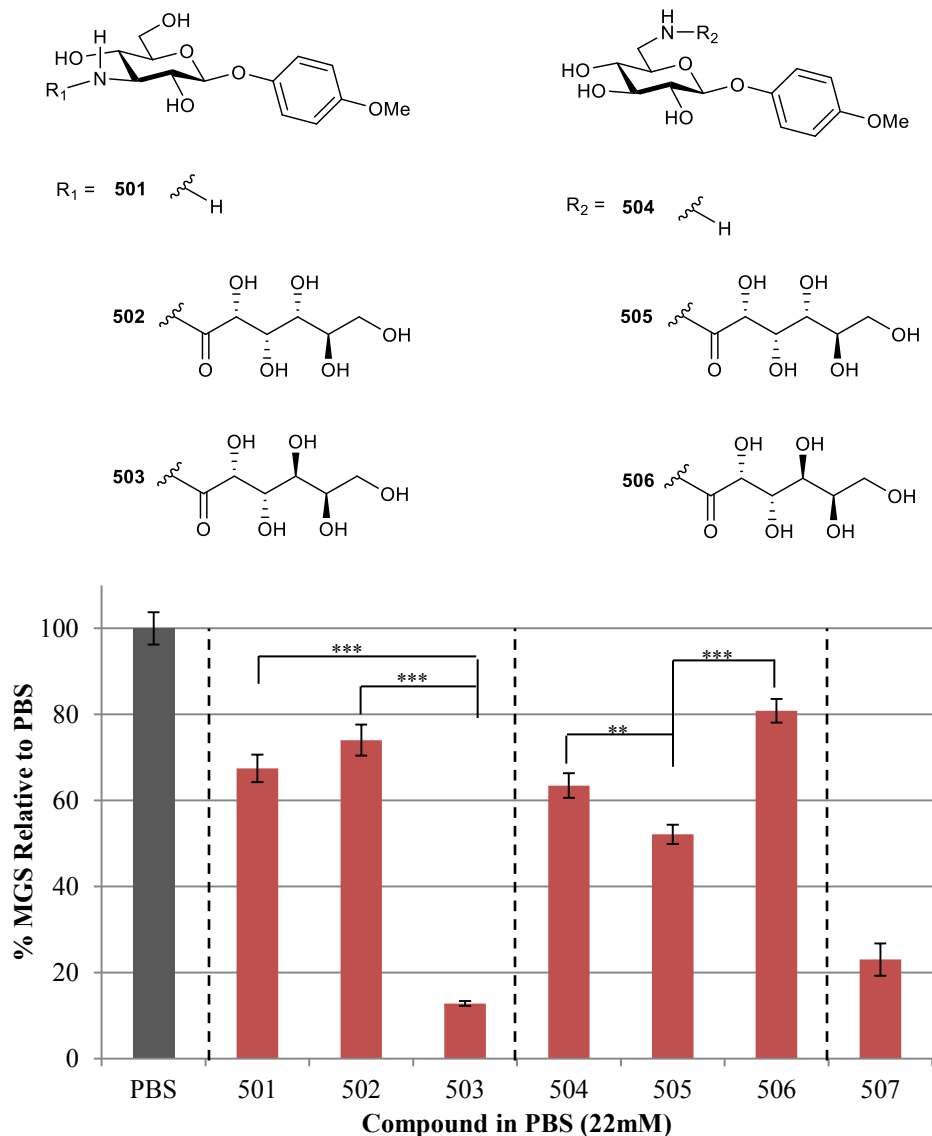 OH
H
HO
O
N
R1
HO
O
OMe
H
N
R2
HO
HO
O
OH
O
OMe
R1 = 501
H
R2 = 504
H
502
OH OH
OH
O OH OH
505
OH OH
OH
O OH OH
503
OH OH
OH
O OH OH
506
OH OH
OH
O OH OH
% MGS Relative to PBS
100
80
60
40
20
0
***
***
**
***
PBS 501 502 503 504 505 506 507
Compound in PBS (22mM)